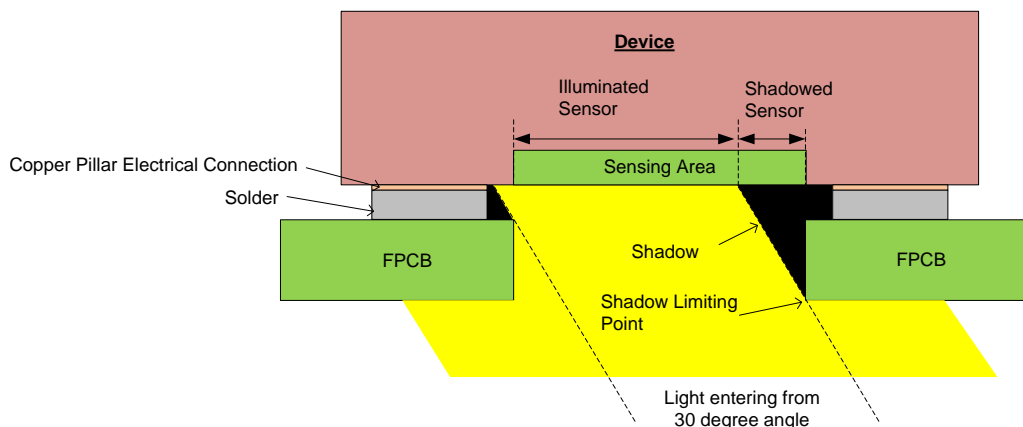 Device
Illuminated
Sensor
Shadowed
Sensor
Copper Pillar Electrical Connection
Sensing Area
Solder
FPCB
Shadow
FPCB
Shadow Limiting
Point
Light entering from
30 degree angle